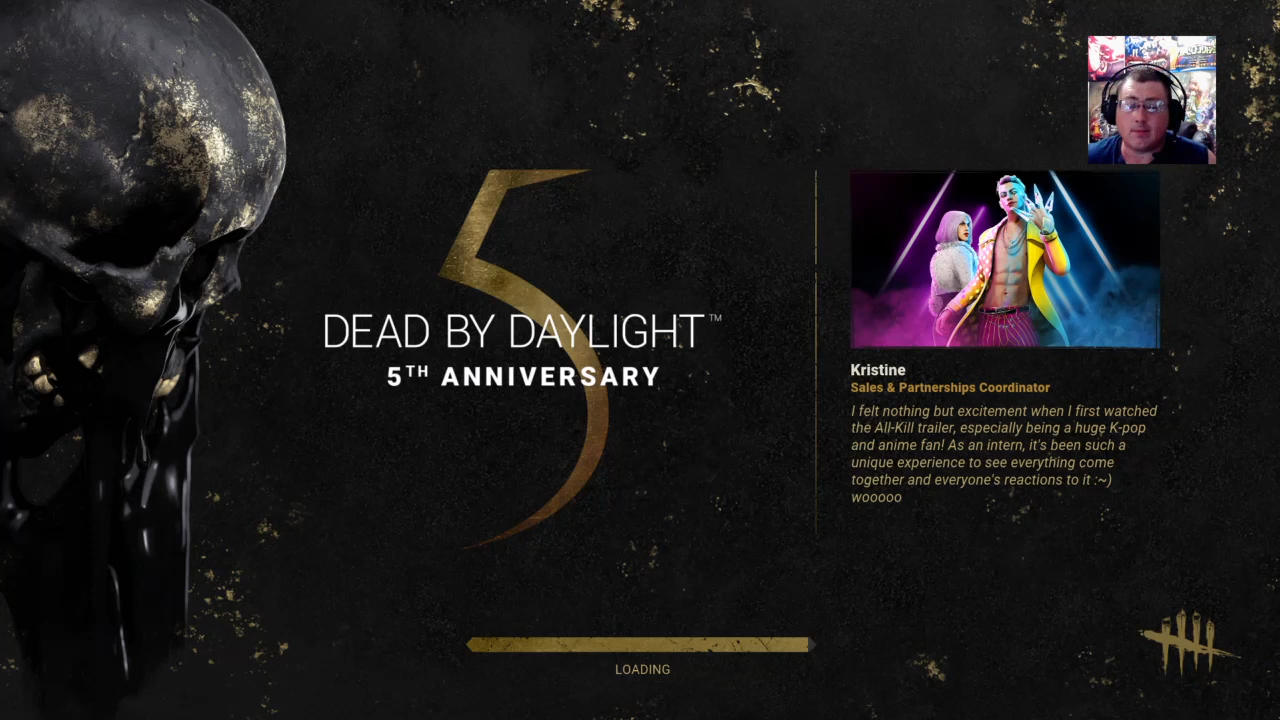 5
DEAD BY DAYLIGHT™
5TH ANNIVERSARY
Kristine
Sales & Partnerships Coordinator
I felt nothing but excitement when I first watched
the All-Kill trailer, especially being a huge K-pop
and anime fan! As an intern, it's been such a
unique experience to see everything come
together and everyone's reactions to it :~)
wooooo
LOADING